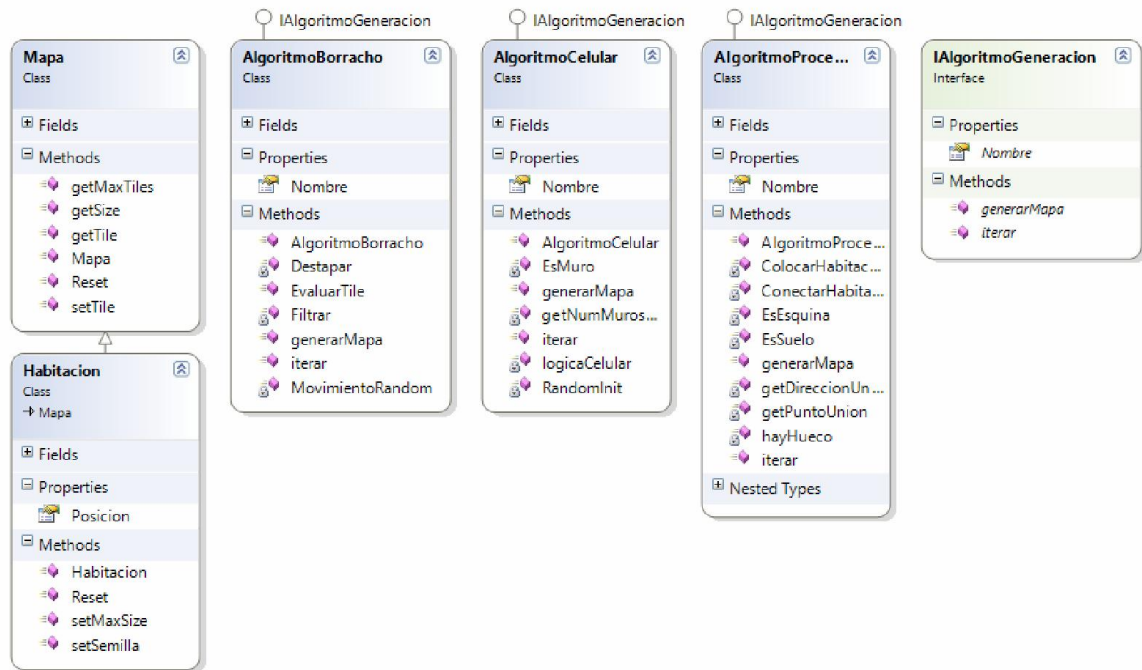 IAlgoritmoGeneracion
IAlgoritmoGeneracion
IAlgoritmoGeneracion
Mapa
Class
Fields
Methods
getMaxTiles
getSize
getTile
Mapa
Reset
setTile
Habitacion
Class
Mapa
Fields
Properties
Posicion
Methods
Habitacion
Reset
setMaxSize
setSemilla
AlgoritmoBorracho
Class
Fields
Properties
Nombre
Methods
AlgoritmoBorracho
Destapar
EvaluarTile
Filtrar
generarMapa
iterar
MovimientoRandom
AlgoritmoCelular
Class
Fields
Properties
Nombre
Methods
AlgoritmoCelular
EsMuro
generarMapa
getNumMuros...
iterar
logicaCelular
RandomInit
AlgoritmoProce...
Class
Fields
Properties
Nombre
Methods
AlgoritmoProce...
ColocarHabitac...
ConectarHabita...
EsEsquina
EsSuelo
generarMapa
getDireccionUn...
getPuntoUnion
hayHueco
iterar
Nested Types
IAlgoritmoGeneracion
Interface
Properties
Nombre
Methods
generarMapa
iterar